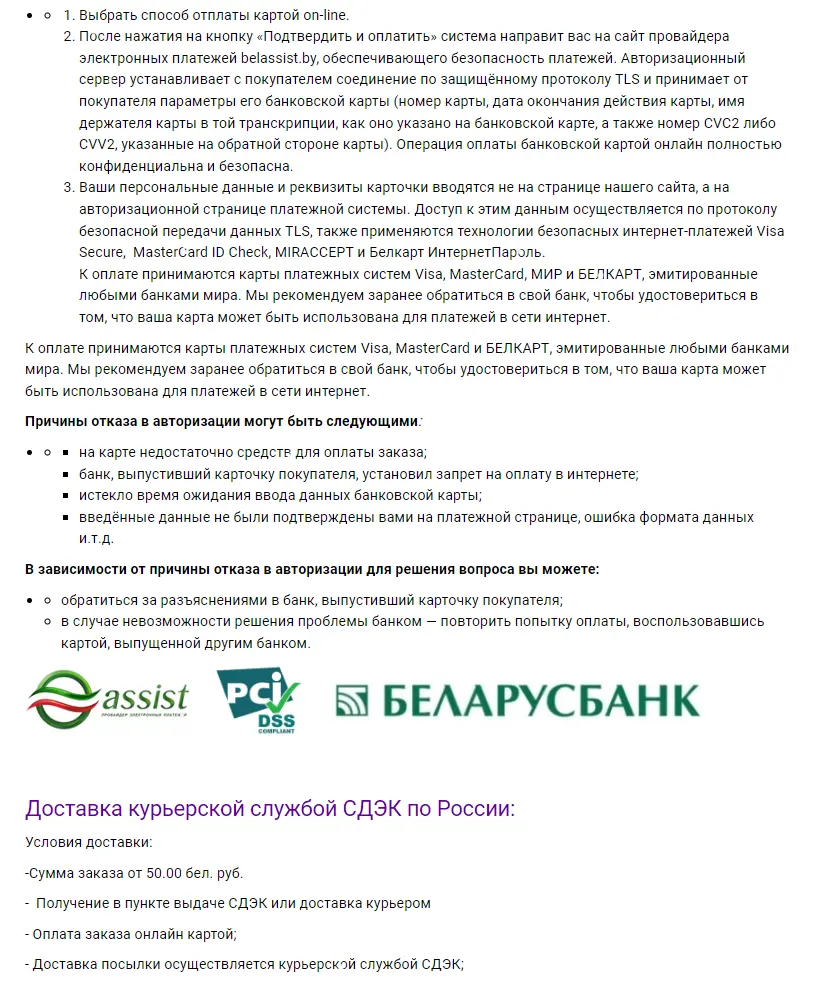 1. Выбрать способ отплаты картой on-line.
2. После нажатия на кнопку «Подтвердить и оплатить» система направит вас на сайт провайдера
электронных платежей belassist.by, обеспечивающего безопасность платежей. Авторизационный
сервер устанавливает с покупателем соединение по защищённому протоколу TLS и принимает от
покупателя параметры его банковской карты (номер карты, дата окончания действия карты, имя
держателя карты в той транскрипции, как оно указано на банковской карте, а также номер CVC2 либо
CVV2, указанные на обратной стороне карты). Операция оплаты банковской картой онлайн полностью
конфиденциальна и безопасна.
3. Ваши персональные данные и реквизиты карточки вводятся не на странице нашего сайта, а на
авторизационной странице платежной системы. Доступ к этим данным осуществляется по протоколу
безопасной передачи данных TLS, также применяются технологии безопасных интернет-платежей Visa
Secure, MasterCard ID Check, MIRACCEPT и Белкарт ИнтернетПароль.
К оплате принимаются карты платежных систем Visa, MasterCard, МИР и БЕЛКАРТ, эмитированные
любыми банками мира. Мы рекомендуем заранее обратиться в свой банк, чтобы удостовериться в
том, что ваша карта может быть использована для платежей в сети интернет.
К оплате принимаются карты платежных систем Visa, MasterCard и БЕЛКАРТ, эмитированные любыми банками
мира. Мы рекомендуем заранее обратиться в свой банк, чтобы удостовериться в том, что ваша карта может
быть использована для платежей в сети интернет.
Причины отказа в авторизации могут быть следующими:
на карте недостаточно средств для оплаты заказа;
банк, выпустивший карточку покупателя, установил запрет на оплату в интернете;
истекло время ожидания ввода данных банковской карты;
введённые данные не были подтверждены вами на платежной странице, ошибка формата данных
и.т.д.
В зависимости от причины отказа в авторизации для решения вопроса вы можете:
обратиться за разъяснениями в банк, выпустивший карточку покупателя;
в случае невозможности решения проблемы банком — повторить попытку оплаты, воспользовавшись
картой, выпущенной другим банком.
assist
ПРОВАЙДЕР ЭЛЕКТРОННЫХ ПЛАТЕЖЕЙ
PCi
DSS
COMPLIANT
БЕЛАРУСБАНК
Доставка курьерской службой СДЭК по России:
Условия доставки:
-Сумма заказа от 50.00 бел. руб.
- Получение в пункте выдаче СДЭК или доставка курьером
- Оплата заказа онлайн картой;
- Доставка посылки осуществляется курьерской службой СДЭК;